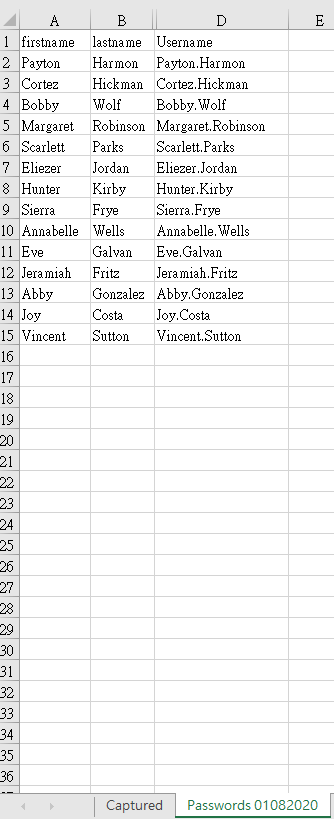 A B D E
1 firstname lastname Username
2 Payton Harmon Payton.Harmon
3 Cortez Hickman Cortez.Hickman
4 Bobby Wolf Bobby.Wolf
5 Margaret Robinson Margaret.Robinson
6 Scarlett Parks Scarlett.Parks
7 Eliezer Jordan Eliezer.Jordan
8 Hunter Kirby Hunter.Kirby
9 Sierra Frye Sierra.Frye
10 Annabelle Wells Annabelle.Wells
11 Eve Galvan Eve.Galvan
12 Jeramiah Fritz Jeramiah.Fritz
13 Abby Gonzalez Abby.Gonzalez
14 Joy Costa Joy.Costa
15 Vincent Sutton Vincent.Sutton
16
17
18
19
20
21
22
23
24
25
26
27
28
29
30
31
32
33
34
35
36
Captured Passwords 01082020